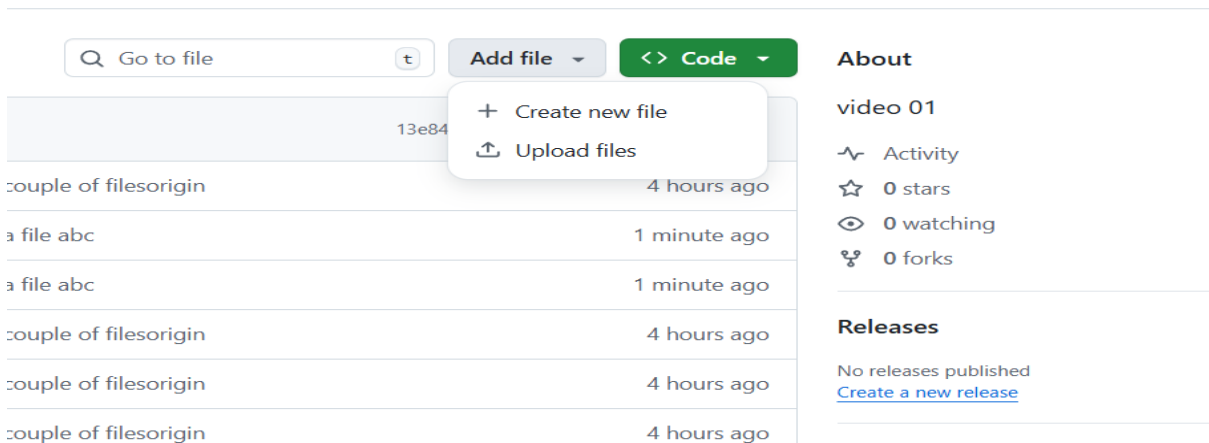 Go to file t Add file <> Code About
Create new file
video 01
13e84
Upload files
Activity
couple of filesorigin 4 hours ago
0 stars
a file abc 1 minute ago
0 watching
0 forks
a file abc 1 minute ago
couple of filesorigin 4 hours ago
Releases
No releases published
couple of filesorigin 4 hours ago
Create a new release
couple of filesorigin 4 hours ago